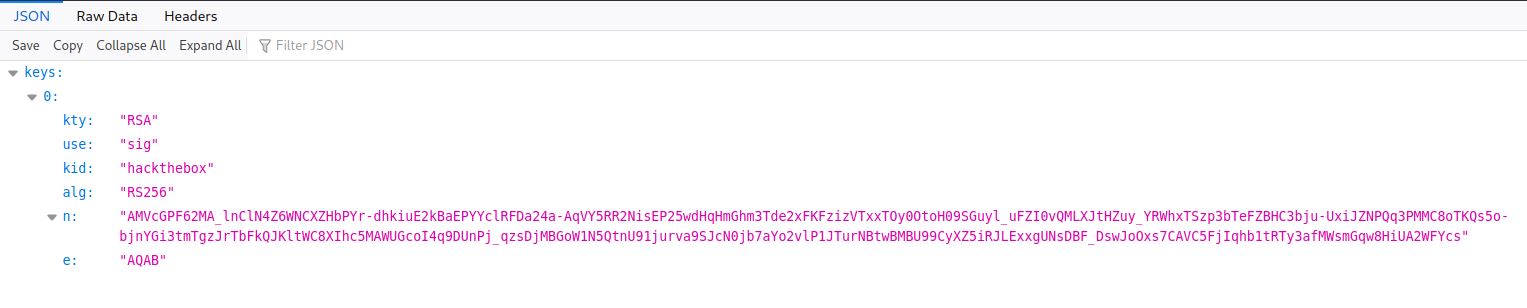 JSON Raw Data Headers
Save Copy Collapse All Expand All Filter JSON
keys:
0:
kty: "RSA"
use: "sig"
kid: "hackthebox"
alg: "RS256"
n: "AMVcGPF62MA_lnClN4Z6WNCXZHbPYr-dhkiuE2kBaEPYYclRFDa24a-AqVY5RR2NisEP25wdHqHmGhm3Tde2xFKFzizVTxxTOy0OtoH09SGuyl_uFZI0vQMLXJtHZuy_YRWhxTSzp3bTeFZBHC3bju-UxiJZNPQq3PMMC8oTKQs5o-
bjnYGi3tmTgzJrTbFkQJKltWC8XIhc5MAWUGcoI4q9DUnPj_qzsDjMBGoW1N5QtnU91jurva9SJcN0jb7aYo2vlP1JTurNBtwBMBU99CyXZ5iRJLExxgUNsDBF_DswJoOxs7CAVC5FjIqhb1tRTy3afMWsmGqw8HiUA2WFYcs"
e: "AQAB"